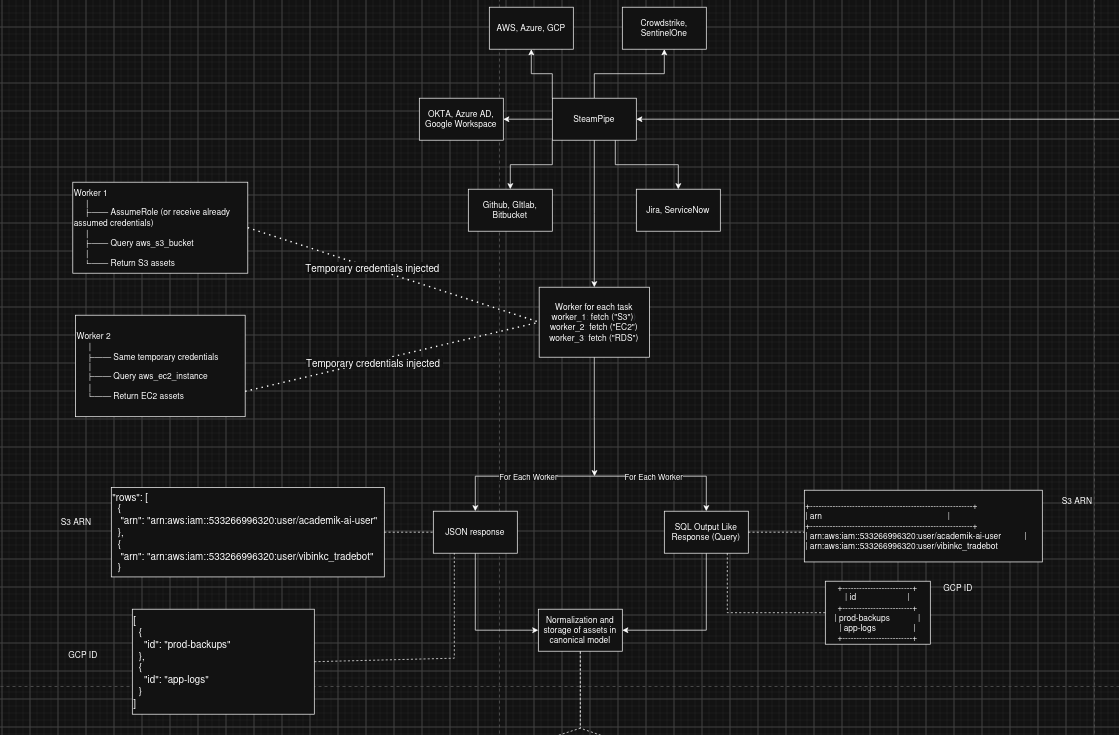 AWS, Azure, GCP
Crowdstrike,
SentinelOne
OKTA, Azure AD,
Google Workspace
SteamPipe
Github, GItlab,
Bitbucket
Jira, ServiceNow
Worker 1
│
├─── AssumeRole (or receive already
assumed credentials)
│
├─── Query aws_s3_bucket
│
└─── Return S3 assets
Temporary credentials injected
Worker for each task
worker_1  fetch ("S3")
worker_2  fetch ("EC2")
worker_3  fetch ("RDS")
Worker 2
│
├─── Same temporary credentials
│
├─── Query aws_ec2_instance
│
└─── Return EC2 assets
Temporary credentials injected
For Each Worker
For Each Worker
S3 ARN
"rows": [
{
"arn": "arn:aws:iam::533266996320:user/academik-ai-user"
},
{
"arn": "arn:aws:iam::533266996320:user/vibinkc_tradebot"
}
JSON response
SQL Output Like
Response (Query)
+-----------------------------------------------------+
| arn |
+-----------------------------------------------------+
| arn:aws:iam::533266996320:user/academik-ai-user |
| arn:aws:iam::533266996320:user/vibinkc_tradebot
S3 ARN
GCP ID
[
{
"id": "prod-backups"
},
{
"id": "app-logs"
}
]
Normalization and
storage of assets in
canonical model
+-----------------------+
| id |
+-----------------------+
| prod-backups |
| app-logs |
+-----------------------+
GCP ID